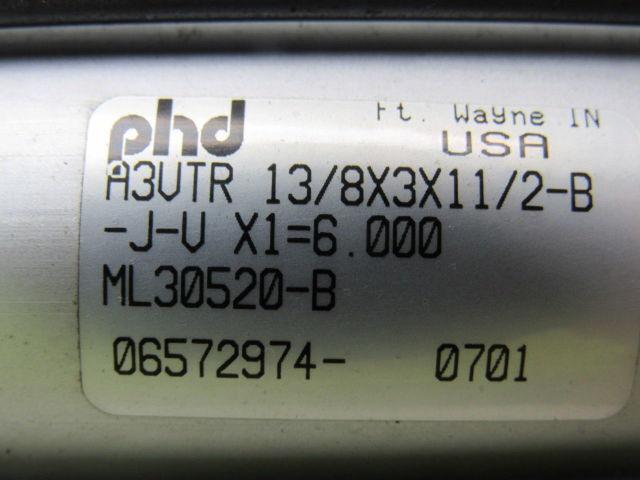 phd Ft. Wayne IN
USA
A3VTR 13/8X3X11/2-B
-J-V X1=6.000
ML30520-B
06572974- 0701